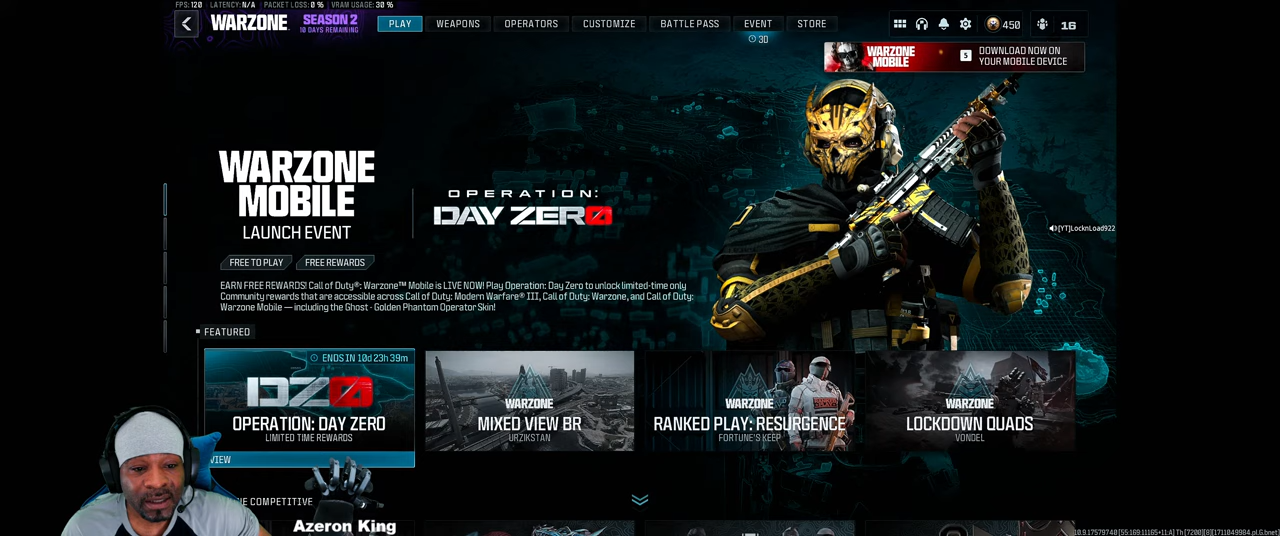 FPS: 120 | LATENCY: N/A | PACKET LOSS: 0 % | VRAM USAGE: 30 %
WARZONE
SEASON 2
10 DAYS REMAINING
PLAY
WEAPONS
OPERATORS
CUSTOMIZE
BATTLE PASS
EVENT
STORE
450
16
3D
WARZONE
MOBILE
S
DOWNLOAD NOW ON
YOUR MOBILE DEVICE
WARZONE
MOBILE
LAUNCH EVENT
OPERATION:
DAY ZERO
[YT]LocknLoad922
FREE TO PLAY
FREE REWARDS
EARN FREE REWARDS! Call of Duty®: Warzone™ Mobile is LIVE NOW! Play Operation: Day Zero to unlock limited-time only
Community rewards that are accessible across Call of Duty: Modern Warfare® III, Call of Duty: Warzone, and Call of Duty:
Warzone Mobile — including the Ghost - Golden Phantom Operator Skin!
FEATURED
ENDS IN 10d 23h 39m
DZ0
OPERATION: DAY ZERO
LIMITED TIME REWARDS
VIEW
WARZONE
MIXED VIEW BR
URZIKSTAN
WARZONE
RANKED PLAY: RESURGENCE
FORTUNE'S KEEP
WARZONE
LOCKDOWN QUADS
VONDEL
COMPETITIVE
Azeron King